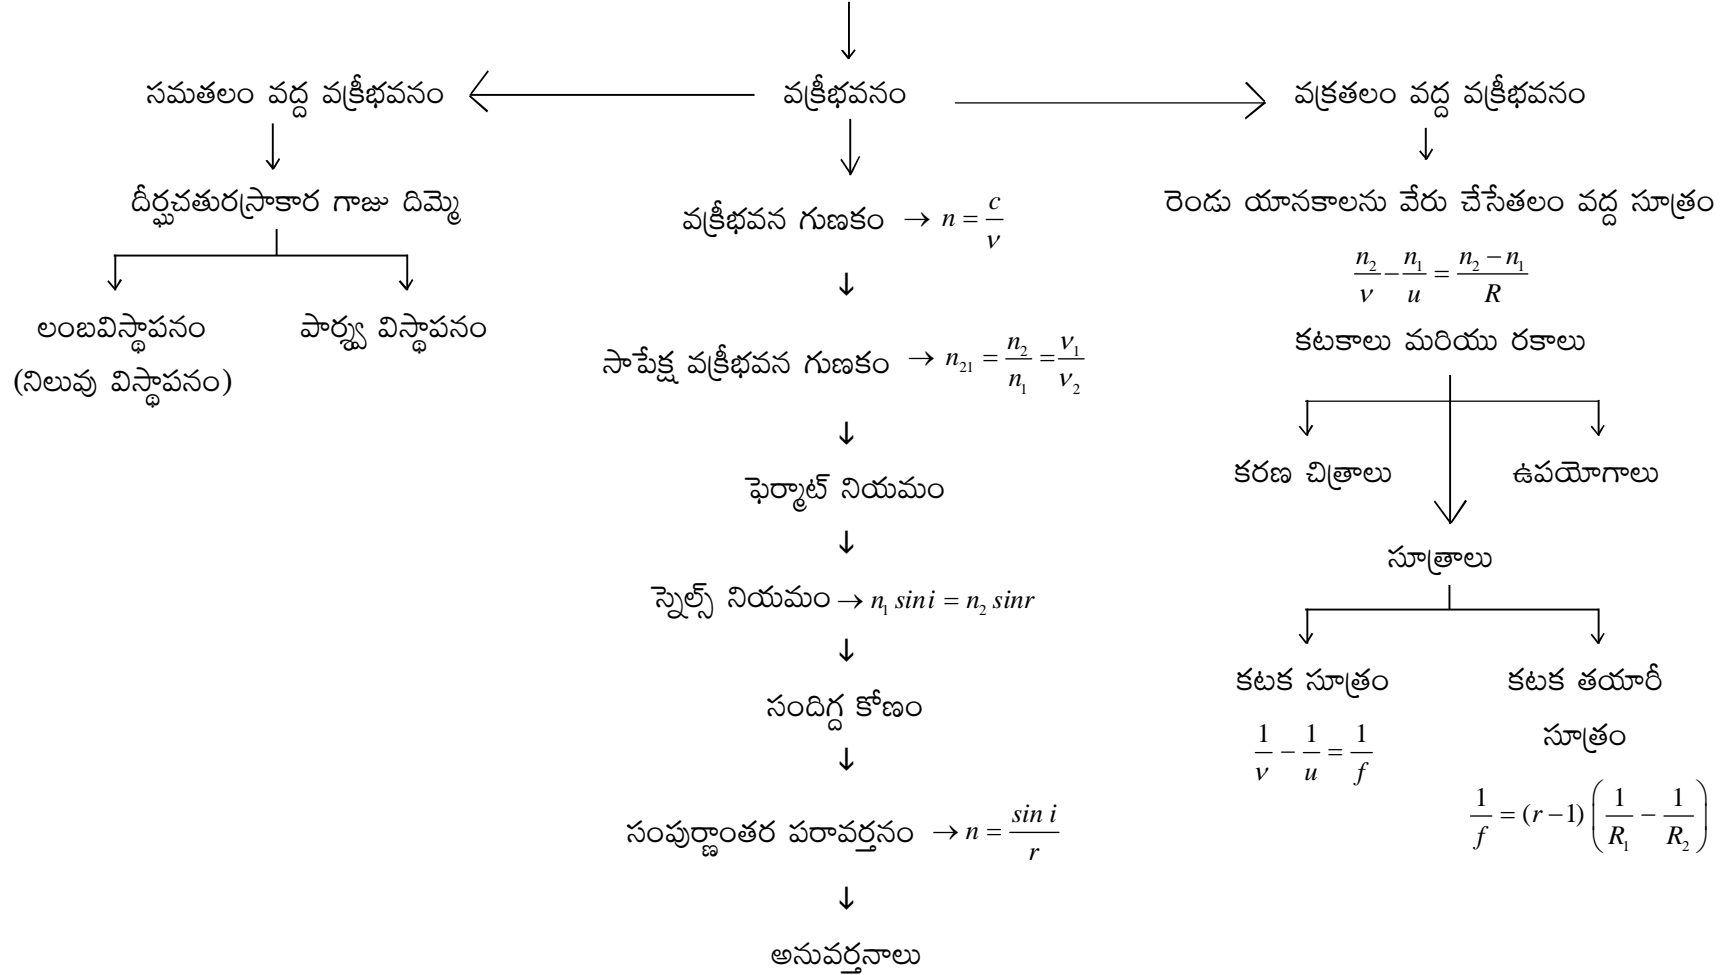 సమతలం వద్ద వక్రీభవనం
వక్రీభవనం
వక్రతలం వద్ద వక్రీభవనం
దీర్ఘచతురస్రాకార గాజు దిమ్మె
లంబవిస్థాపనం
(నిలువు విస్థాపనం)
పార్శ్వ విస్థాపనం
వక్రీభవన గుణకం → n = c/v
సాపేక్ష వక్రీభవన గుణకం → n₂₁ = n₂/n₁ = v₁/v₂
ఫెర్మాట్ నియమం
స్నెల్స్ నియమం → n₁ sin i = n₂ sin r
సందిగ్ద కోణం
సంపుర్ణాంతర పరావర్తనం → n = sin i/r
అనువర్తనాలు
రెండు యానకాలను వేరు చేసేతలం వద్ద సూత్రం
n₂/v − n₁/u = (n₂ − n₁)/R
కటకాలు మరియు రకాలు
కరణ చిత్రాలు
ఉపయోగాలు
సూత్రాలు
కటక సూత్రం
1/v − 1/u = 1/f
కటక తయారీ
సూత్రం
1/f = (r − 1) (1/R₁ − 1/R₂)